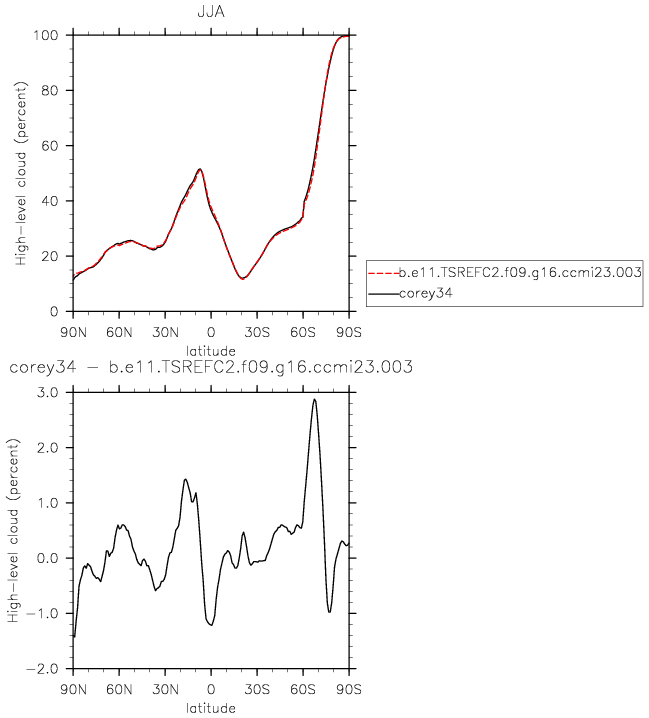 JJA
High-level cloud (percent)
100
80
60
40
20
0
90N 60N 30N 0 30S 60S 90S
latitude
b.e11.TSREFC2.f09.g16.ccmi23.003
corey34
corey34 - b.e11.TSREFC2.f09.g16.ccmi23.003
High-level cloud (percent)
3.0
2.0
1.0
0.0
-1.0
-2.0
90N 60N 30N 0 30S 60S 90S
latitude